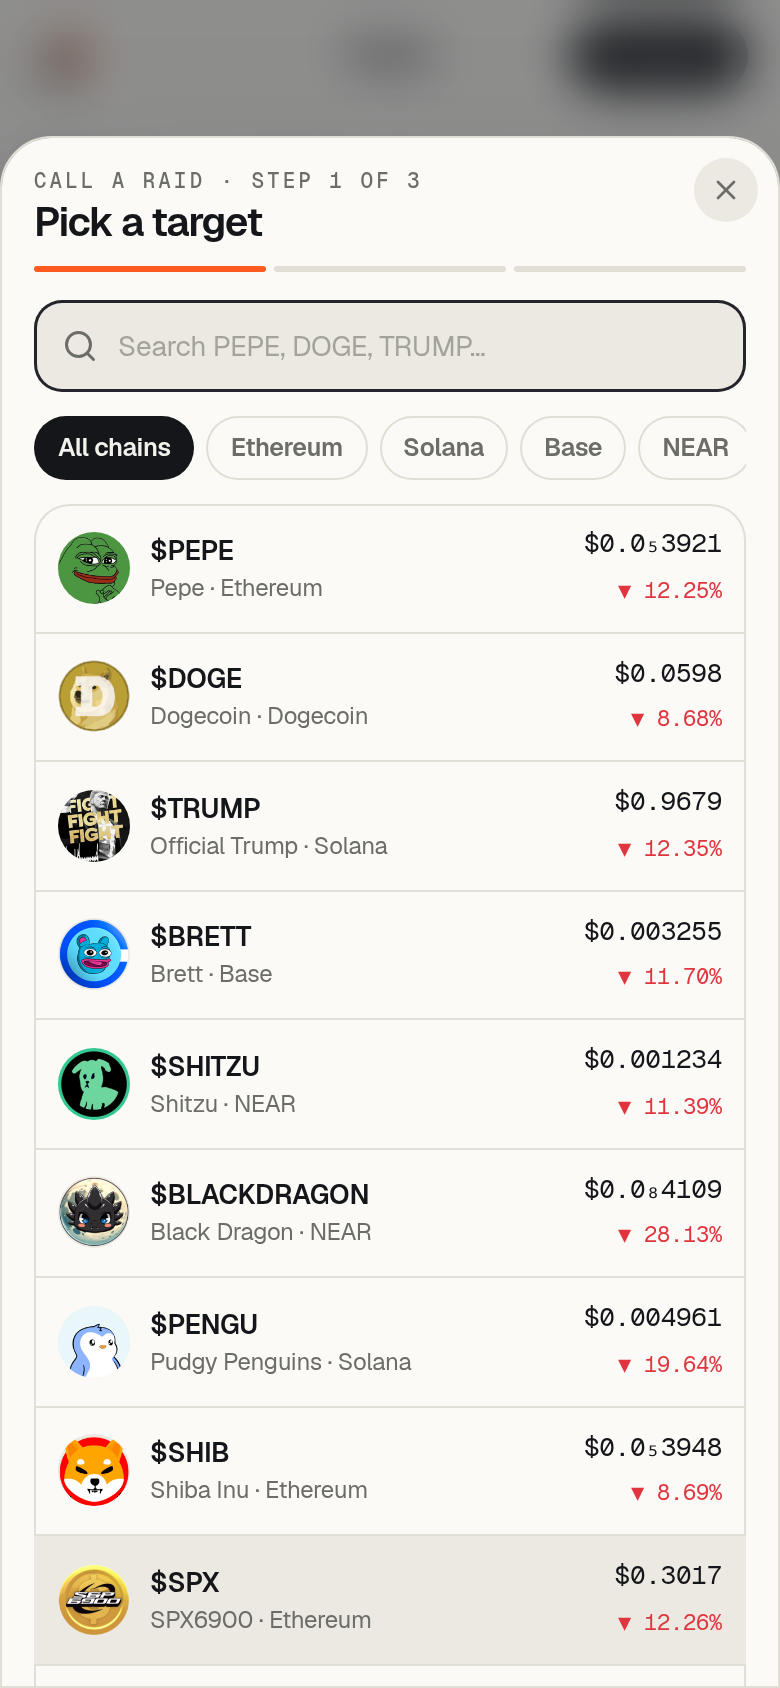 CALL A RAID · STEP 1 OF 3
Pick a target
Search PEPE, DOGE, TRUMP…
All chains
Ethereum
Solana
Base
NEAR
$PEPE
$0.0₅3921
Pepe · Ethereum
▼ 12.25%
$DOGE
$0.0598
Dogecoin · Dogecoin
▼ 8.68%
FIGHT
FIGHT
FIGHT
$TRUMP
$0.9679
Official Trump · Solana
▼ 12.35%
$BRETT
$0.003255
Brett · Base
▼ 11.70%
$SHITZU
$0.001234
Shitzu · NEAR
▼ 11.39%
$BLACKDRAGON
$0.0₈4109
Black Dragon · NEAR
▼ 28.13%
$PENGU
$0.004961
Pudgy Penguins · Solana
▼ 19.64%
$SHIB
$0.0₅3948
Shiba Inu · Ethereum
▼ 8.69%
$SPX
$0.3017
SPX6900 · Ethereum
▼ 12.26%